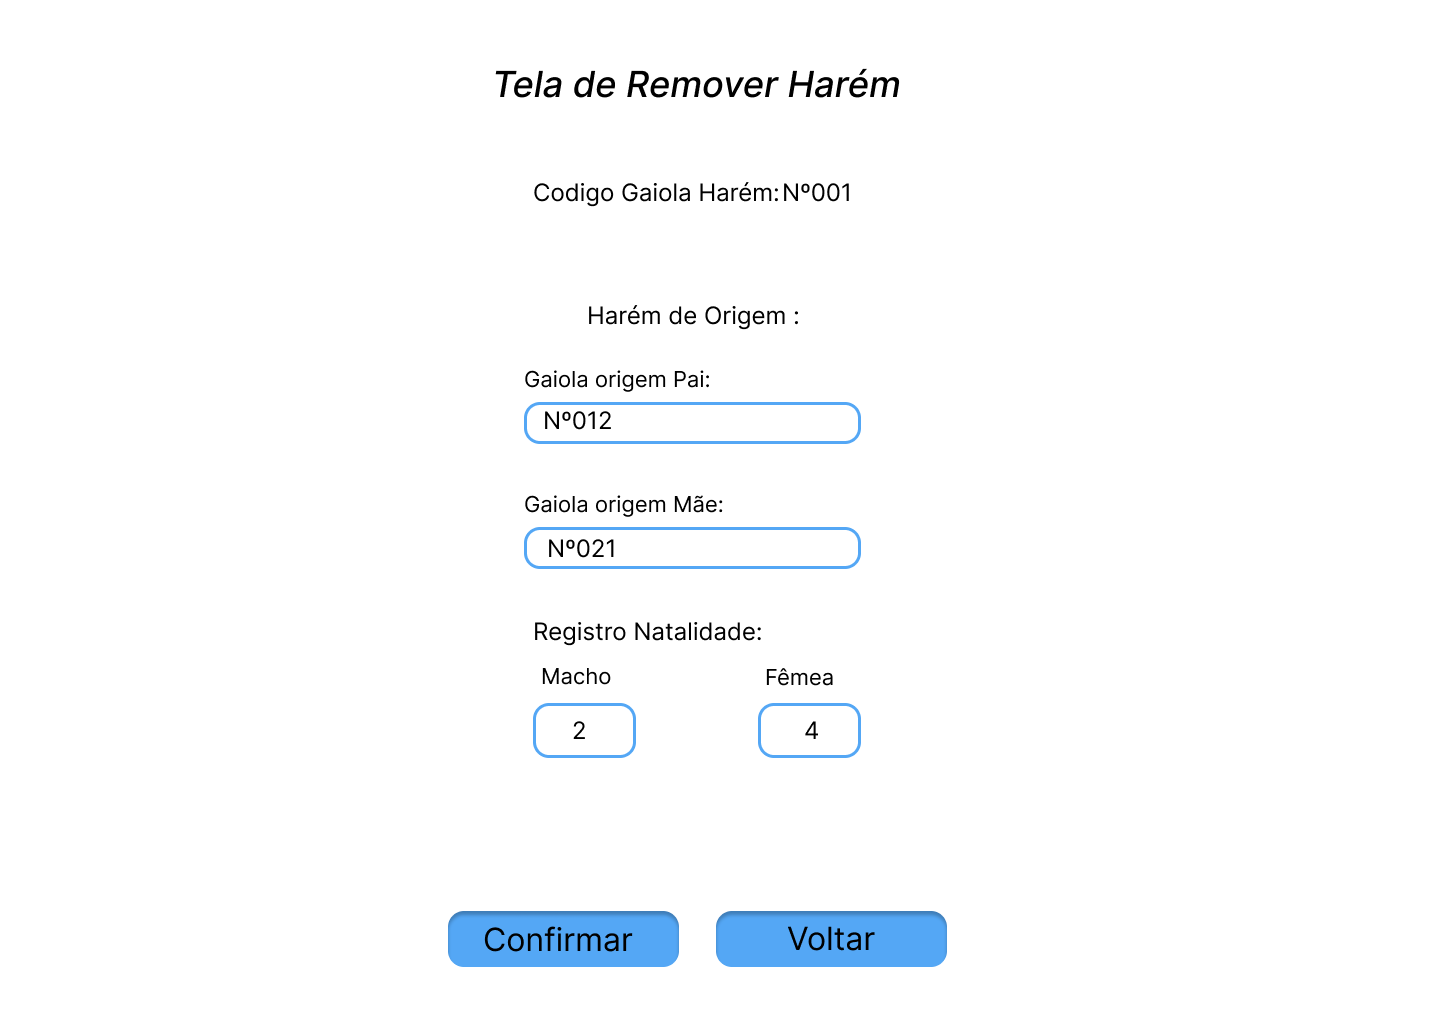 Tela de Remover Harém
Codigo Gaiola Harém: Nº001
Harém de Origem :
Gaiola origem Pai:
Nº012
Gaiola origem Mãe:
Nº021
Registro Natalidade:
Macho Fêmea
2 4
Confirmar Voltar